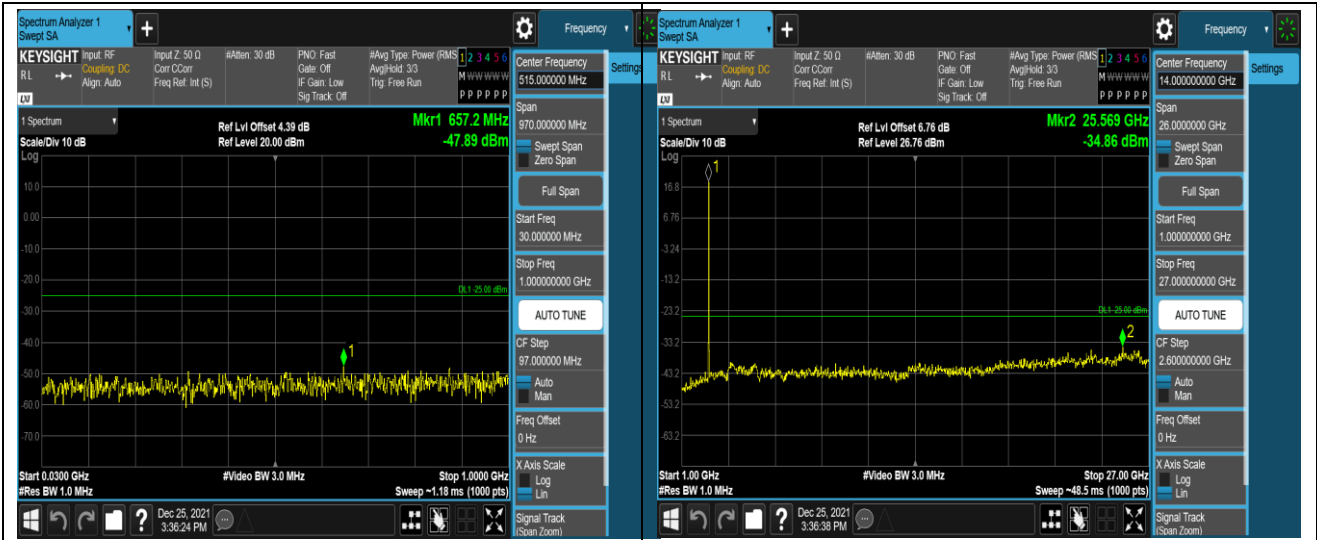 Spectrum Analyzer 1
Swept SA
+
Frequency
KEYSIGHT
Input: RF
Input Z: 50 Ω
#Atten: 30 dB
PNO: Fast
#Avg Type: Power (RMS
1 2 3 4 5 6
RL
Coupling: DC
Corr CCorr
Gate: Off
Avg|Hold: 3/3
M W W W W W
Align: Auto
Freq Ref: Int (S)
IF Gain: Low
Trig: Free Run
Sig Track: Off
P P P P P P
LXI
Center Frequency
515.000000 MHz
Settings
1 Spectrum
Ref Lvl Offset 4.39 dB
Mkr1 657.2 MHz
Scale/Div 10 dB
Ref Level 20.00 dBm
-47.89 dBm
Log
10.0
0.00
-10.0
-20.0
DL1 -25.00 dBm
-30.0
-40.0
1
-50.0
-60.0
-70.0
Start 0.0300 GHz
#Video BW 3.0 MHz
Stop 1.0000 GHz
#Res BW 1.0 MHz
Sweep ~1.18 ms (1000 pts)
Span
970.000000 MHz
Swept Span
Zero Span
Full Span
Start Freq
30.000000 MHz
Stop Freq
1.000000000 GHz
AUTO TUNE
CF Step
97.000000 MHz
Auto
Man
Freq Offset
0 Hz
X Axis Scale
Log
Lin
Signal Track
(Span Zoom)
?
Dec 25, 2021
3:36:24 PM
Spectrum Analyzer 1
Swept SA
+
Frequency
KEYSIGHT
Input: RF
Input Z: 50 Ω
#Atten: 30 dB
PNO: Fast
#Avg Type: Power (RMS
1 2 3 4 5 6
RL
Coupling: DC
Corr CCorr
Gate: Off
Avg|Hold: 3/3
M W W W W W
Align: Auto
Freq Ref: Int (S)
IF Gain: Low
Trig: Free Run
Sig Track: Off
P P P P P P
LXI
Center Frequency
14.000000000 GHz
Settings
1 Spectrum
Ref Lvl Offset 6.76 dB
Mkr2 25.569 GHz
Scale/Div 10 dB
Ref Level 26.76 dBm
-34.86 dBm
Log
1
16.8
6.76
-3.24
-13.2
-23.2
DL1 -25.00 dBm
2
-33.2
-43.2
-53.2
-63.2
Start 1.00 GHz
#Video BW 3.0 MHz
Stop 27.00 GHz
#Res BW 1.0 MHz
Sweep ~48.5 ms (1000 pts)
Span
26.0000000 GHz
Swept Span
Zero Span
Full Span
Start Freq
1.000000000 GHz
Stop Freq
27.000000000 GHz
AUTO TUNE
CF Step
2.600000000 GHz
Auto
Man
Freq Offset
0 Hz
X Axis Scale
Log
Lin
Signal Track
(Span Zoom)
?
Dec 25, 2021
3:36:38 PM